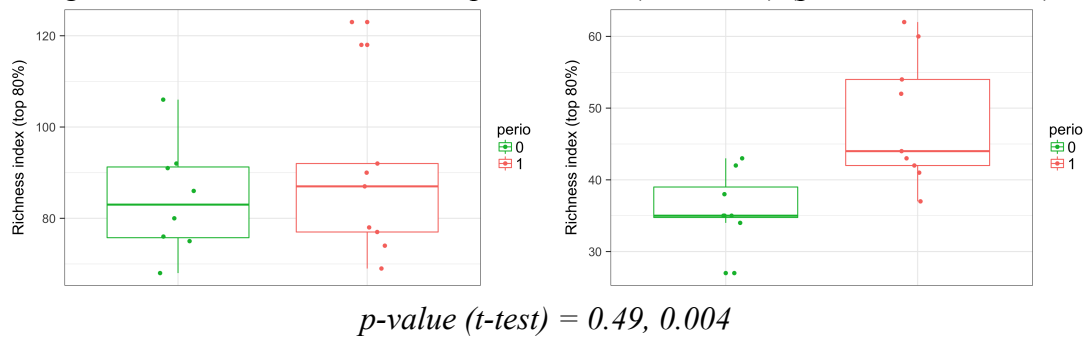 120
100
80
Richness index (top 80%)
perio
0
1
60
50
40
30
Richness index (top 80%)
perio
0
1
p-value (t-test) = 0.49, 0.004